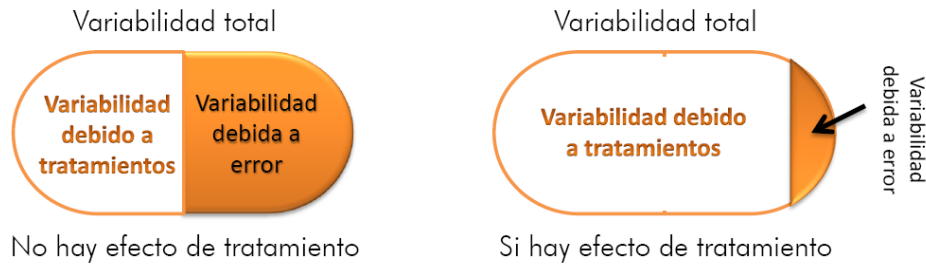 Variabilidad total
Variabilidad
debido a
tratamientos
Variabilidad
debida a
error
No hay efecto de tratamiento
Variabilidad total
Variabilidad debido
a tratamientos
Variabilidad
debida a error
Si hay efecto de tratamiento